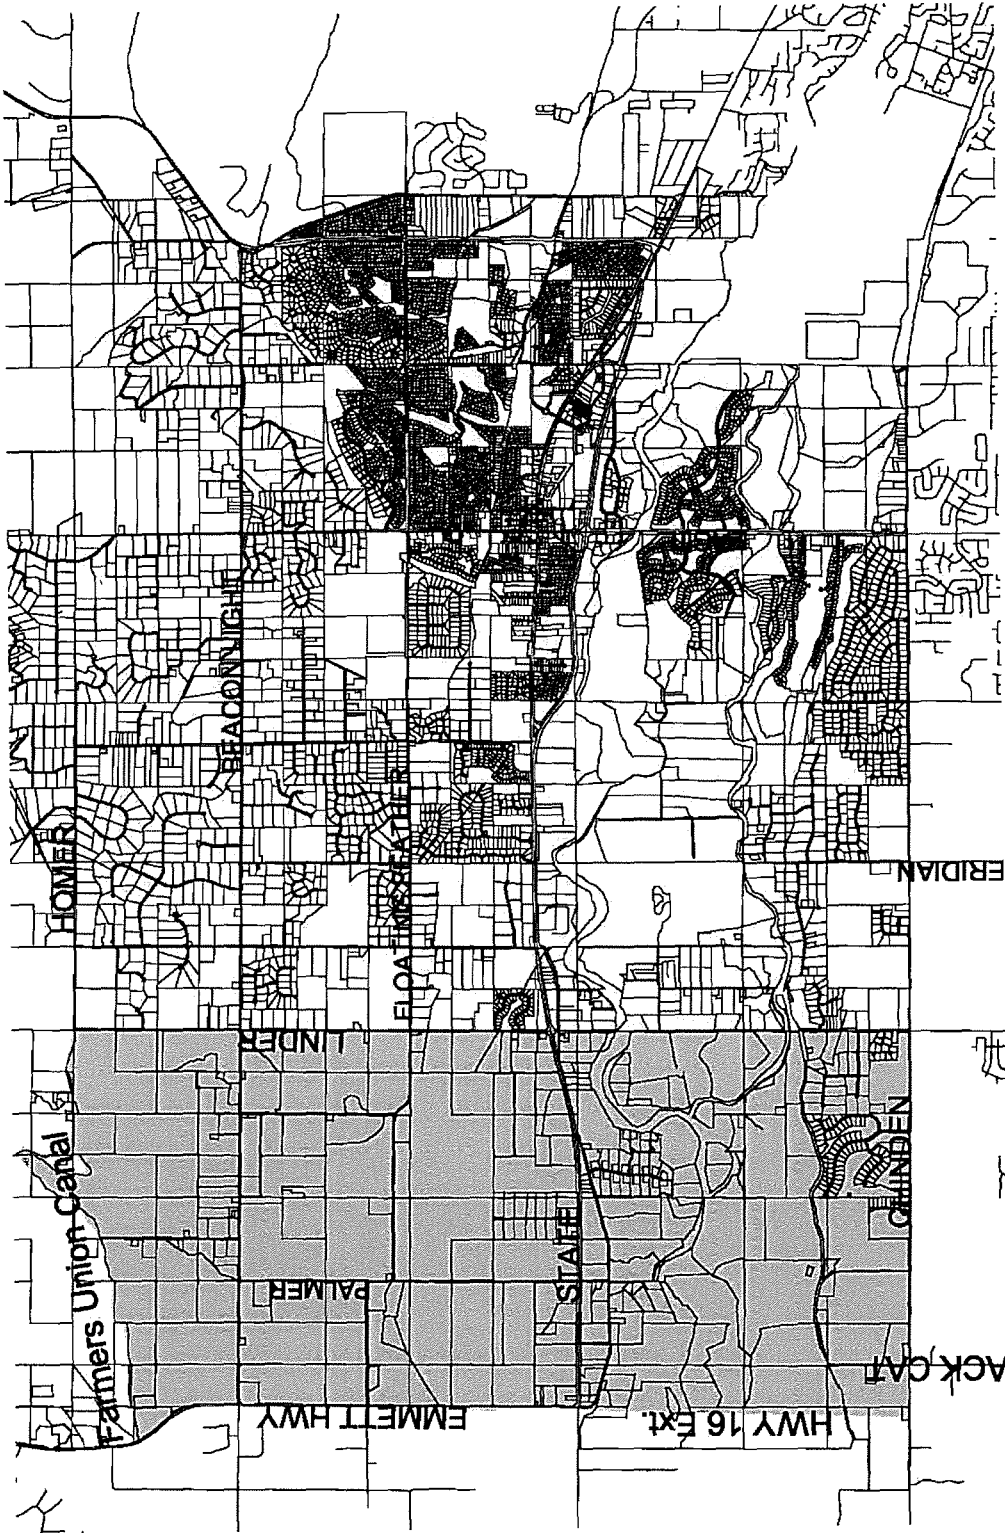 HOMER
BEACON LIGHT
FLOATING FEATHER
ERIDIAN
LINDER
Farmers Union Canal
CHINDEN
STATE
PALMER
ACK CAT
EMMETT HWY
HWY 16 Ext.